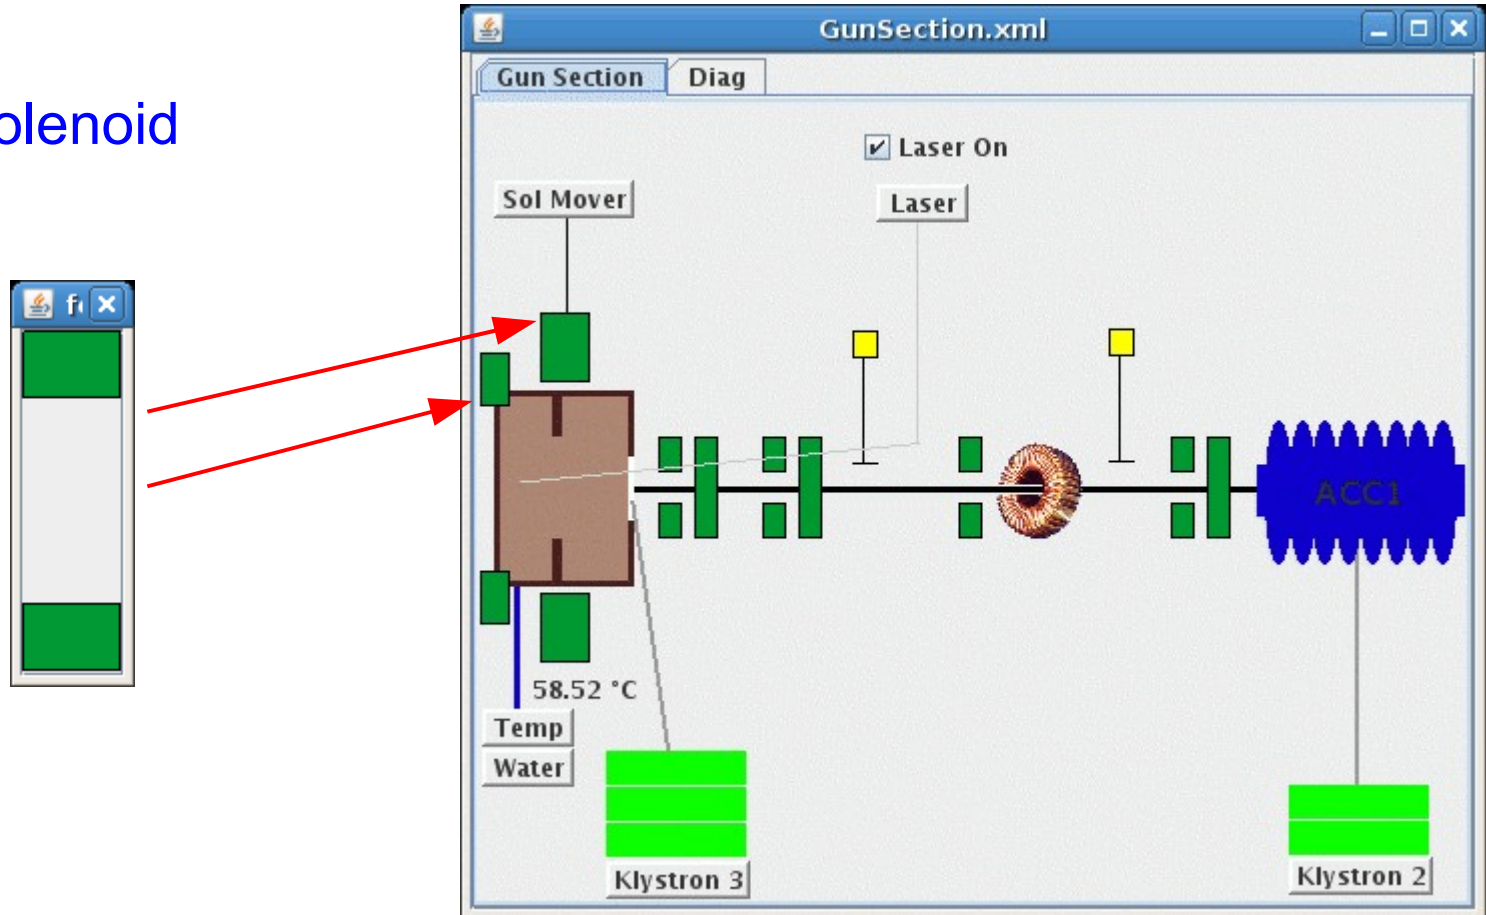 GunSection.xml
Gun Section
Diag
olenoid
Laser On
Sol Mover
Laser
ACC1
58.52 °C
Temp
Water
Klystron 3
Klystron 2